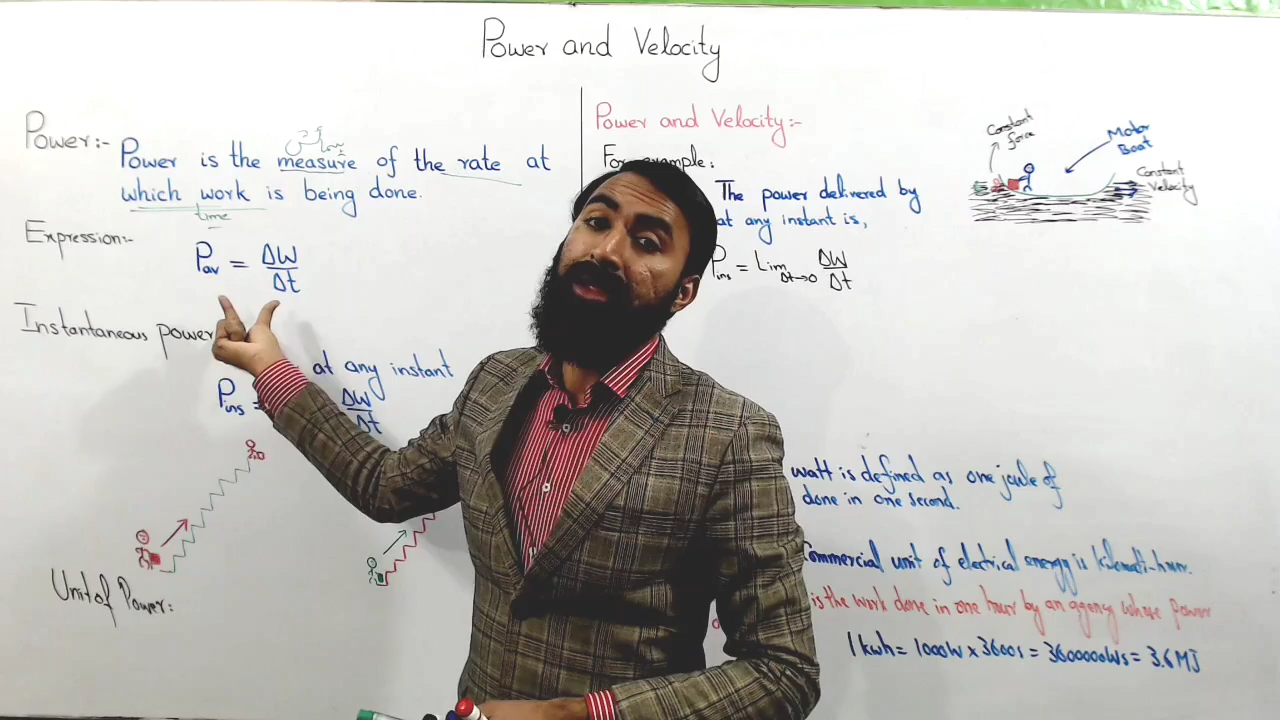 Power and Velocity
Power:-
Power is the measure of the rate at
which work is being done.
time
Expression:-
Pav = ΔW/Δt
Instantaneous power
at any instant
Pins =
ΔW/Δt
Unit of Power:
Power and Velocity:-
For example:
The power delivered by
at any instant is,
Pins = Lim Δt→0 ΔW/Δt
Constant force
Motor Boat
Constant Velocity
watt is defined as one joule of
done in one second.
Commercial unit of electrical energy is
is the work done in one hour by an agency whose power
1kwh = 1000W x 3600s = 3600000Ws = 3.6MJ